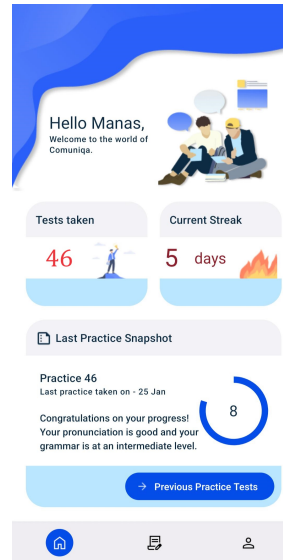 Hello Manas,
Welcome to the world of
Comuniqa.
Tests taken
Current Streak
46
5 days
Last Practice Snapshot
Practice 46
Last practice taken on - 25 Jan
Congratulations on your progress!
Your pronunciation is good and your
grammar is at an intermediate level.
8
Previous Practice Tests